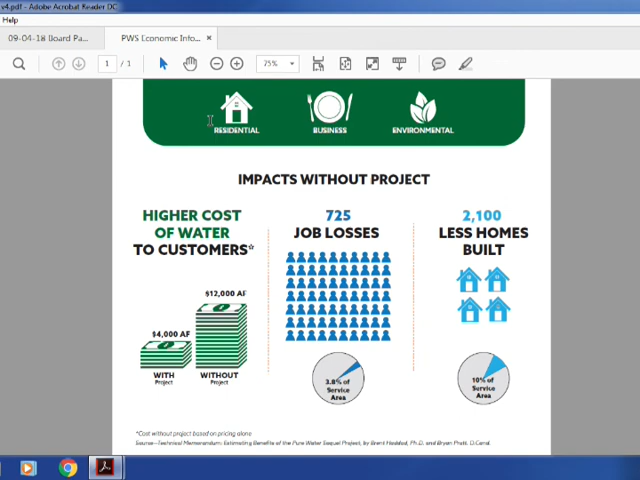 v4.pdf - Adobe Acrobat Reader DC
Help
09-04-18 Board Pa...
PWS Economic Info...
×
1 / 1
75%
RESIDENTIAL
BUSINESS
ENVIRONMENTAL
IMPACTS WITHOUT PROJECT
HIGHER COST
OF WATER
TO CUSTOMERS*
$12,000 AF
$4,000 AF
WITH
Project
WITHOUT
Project
725
JOB LOSSES
3.8% of
Service
Area
2,100
LESS HOMES
BUILT
10% of
Service
Area
*Cost without project based on pricing alone
Source—Technical Memorandum: Estimating Benefits of the Pure Water Soquel Project, by Brent Haddad, Ph.D. and Bryan Pratt, D.Cand.